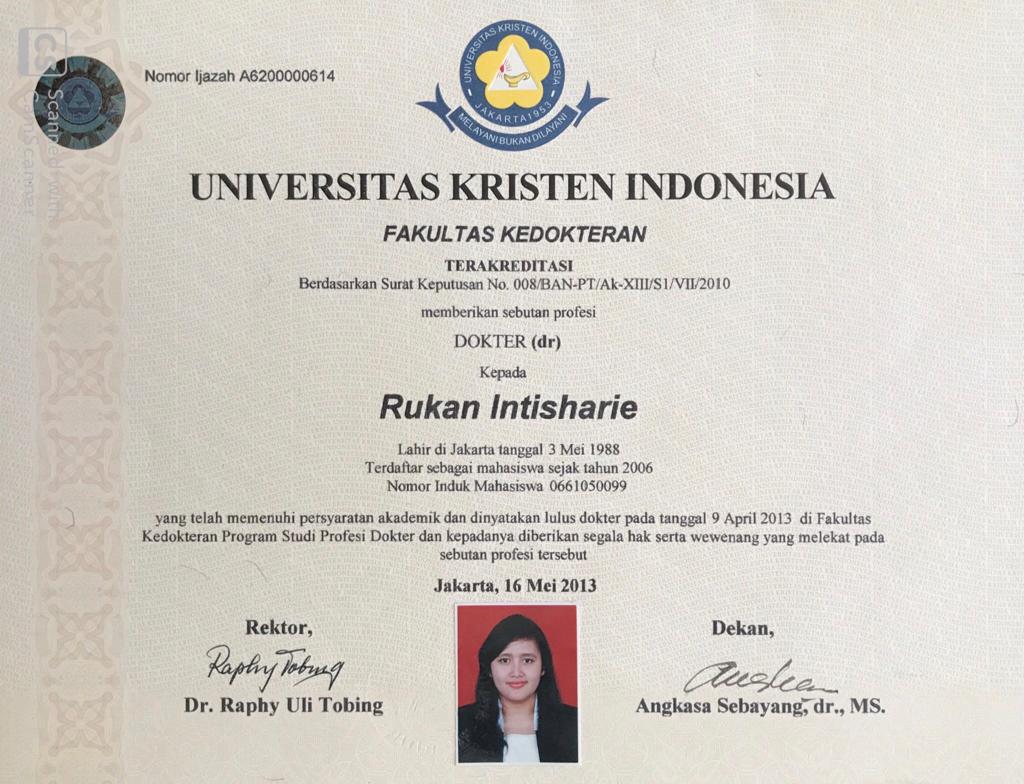 CS
Scanned with
CamScanner
Nomor Ijazah A6200000614
UNIVERSITAS KRISTEN INDONESIA
JAKARTA 1953
MELAYANI BUKAN DILAYANI
UNIVERSITAS KRISTEN INDONESIA
FAKULTAS KEDOKTERAN
TERAKREDITASI
Berdasarkan Surat Keputusan No. 008/BAN-PT/Ak-XIII/S1/VII/2010
memberikan sebutan profesi
DOKTER (dr)
Kepada
Rukan Intisharie
Lahir di Jakarta tanggal 3 Mei 1988
Terdaftar sebagai mahasiswa sejak tahun 2006
Nomor Induk Mahasiswa 0661050099
yang telah memenuhi persyaratan akademik dan dinyatakan lulus dokter pada tanggal 9 April 2013 di Fakultas
Kedokteran Program Studi Profesi Dokter dan kepadanya diberikan segala hak serta wewenang yang melekat pada
sebutan profesi tersebut
Jakarta, 16 Mei 2013
Rektor,
Raphy Tobing
Dr. Raphy Uli Tobing
Dekan,
Angkasa Sebayang, dr., MS.